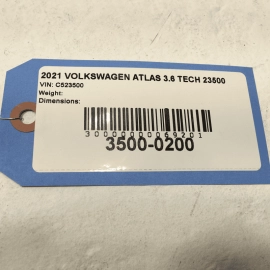 2021 VOLKSWAGEN ATLAS 3.6 TECH 23500
VIN: C523500
Weight:
Dimensions:
3000000069201
3500-0200